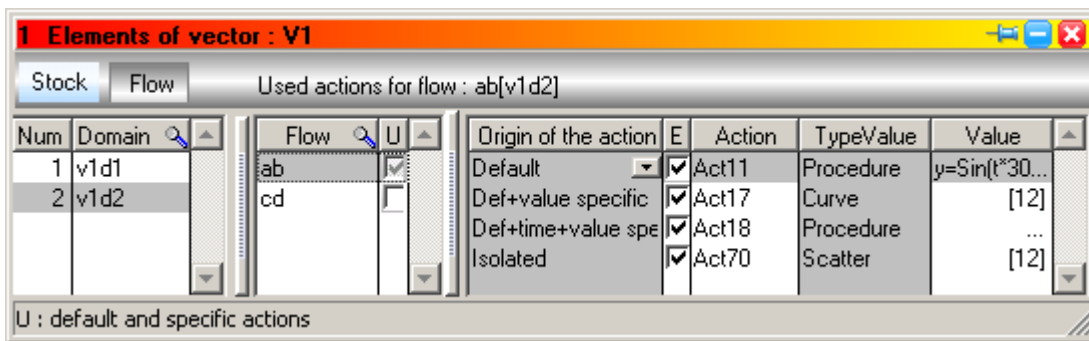 1 Elements of vector : V1
Stock Flow Used actions for flow : ab[v1d2]
Num Domain Flow U Origin of the action E Action TypeValue Value
1 v1d1 ab Default Act11 Procedure y=Sin(t*30...
2 v1d2 cd Def+value specific Act17 Curve [12]
Def+time+value spe Act18 Procedure ...
Isolated Act70 Scatter [12]
U : default and specific actions